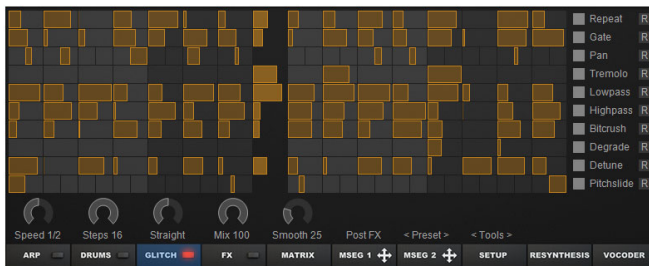 Repeat R
Gate R
Pan R
Tremolo R
Lowpass R
Highpass R
Bitcrush R
Degrade R
Detune R
Pitchslide R
Speed 1/2 Steps 16 Straight Mix 100 Smooth 25 Post FX < Preset > < Tools >
ARP DRUMS GLITCH FX MATRIX MSEG 1 MSEG 2 SETUP RESYNTHESIS VOCODER